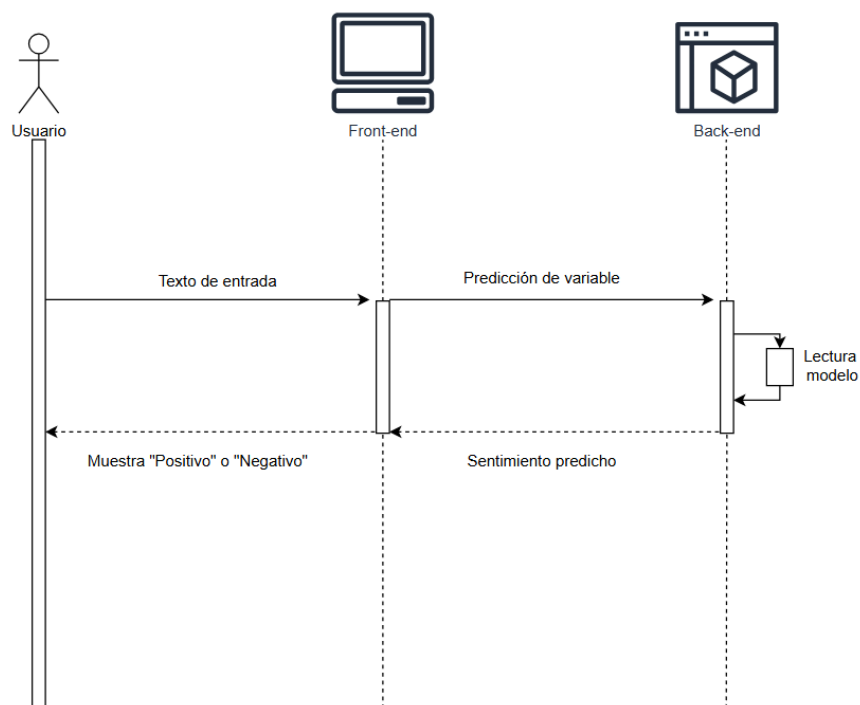 Usuario
Front-end
Back-end
Texto de entrada
Predicción de variable
Lectura
modelo
Muestra "Positivo" o "Negativo"
Sentimiento predicho